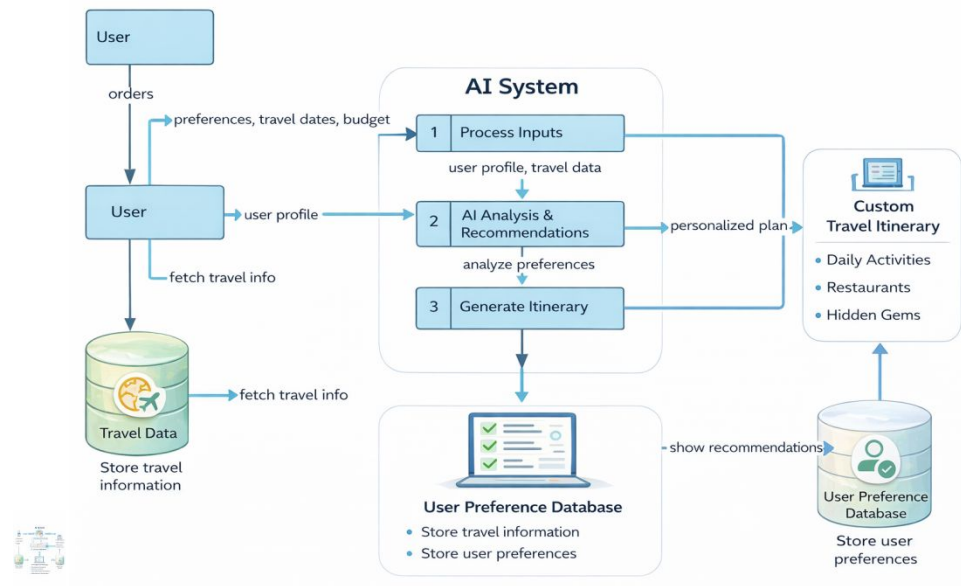 User
orders
preferences, travel dates, budget
User
user profile
fetch travel info
Travel Data
Store travel
information
fetch travel info
AI System
1 Process Inputs
user profile, travel data
2 AI Analysis &
Recommendations
analyze preferences
3 Generate Itinerary
personalized plan
Custom
Travel Itinerary
• Daily Activities
• Restaurants
• Hidden Gems
User Preference Database
• Store travel information
• Store user preferences
show recommendations
User Preference
Database
Store user
preferences